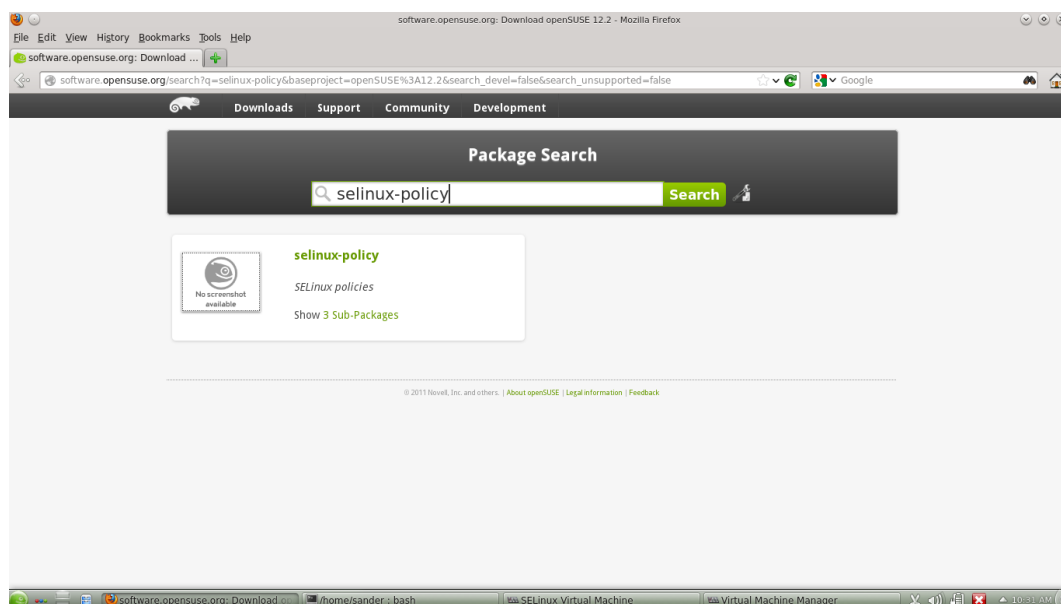 software.opensuse.org: Download openSUSE 12.2 - Mozilla Firefox
File Edit View History Bookmarks Tools Help
software.opensuse.org: Download ...
software.opensuse.org/search?q=selinux-policy&baseproject=openSUSE%3A12.2&search_devel=false&search_unsupported=false
Google
Downloads Support Community Development
Package Search
selinux-policy
Search
selinux-policy
No screenshot
available
SELinux policies
Show 3 Sub-Packages
© 2011 Novell, Inc. and others. | About openSUSE | Legal information | Feedback
software.opensuse.org: Download /home/sander : bash SELinux Virtual Machine Virtual Machine Manager 10:31 AM